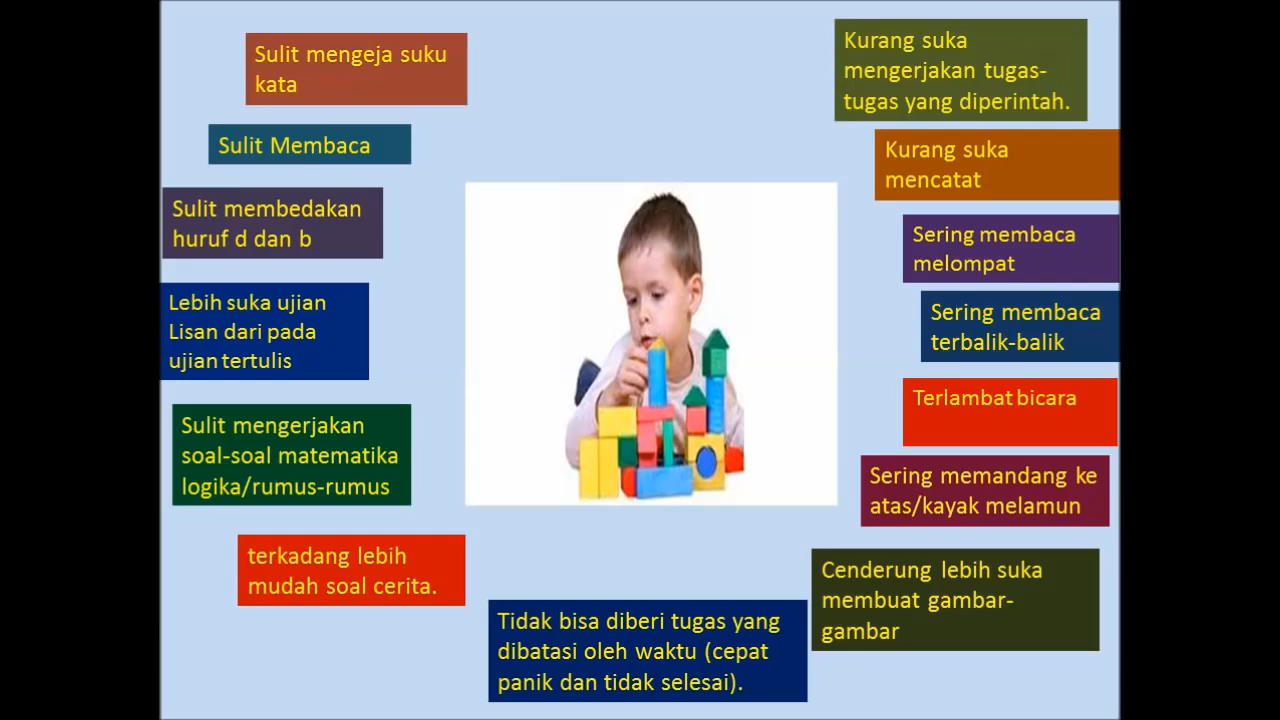 Sulit mengeja suku
kata
Sulit Membaca
Sulit membedakan
huruf d dan b
Lebih suka ujian
Lisan dari pada
ujian tertulis
Sulit mengerjakan
soal-soal matematika
logika/rumus-rumus
terkadang lebih
mudah soal cerita.
Tidak bisa diberi tugas yang
dibatasi oleh waktu (cepat
panik dan tidak selesai).
Kurang suka
mengerjakan tugas-
tugas yang diperintah.
Kurang suka
mencatat
Sering membaca
melompat
Sering membaca
terbalik-balik
Terlambat bicara
Sering memandang ke
atas/kayak melamun
Cenderung lebih suka
membuat gambar-
gambar